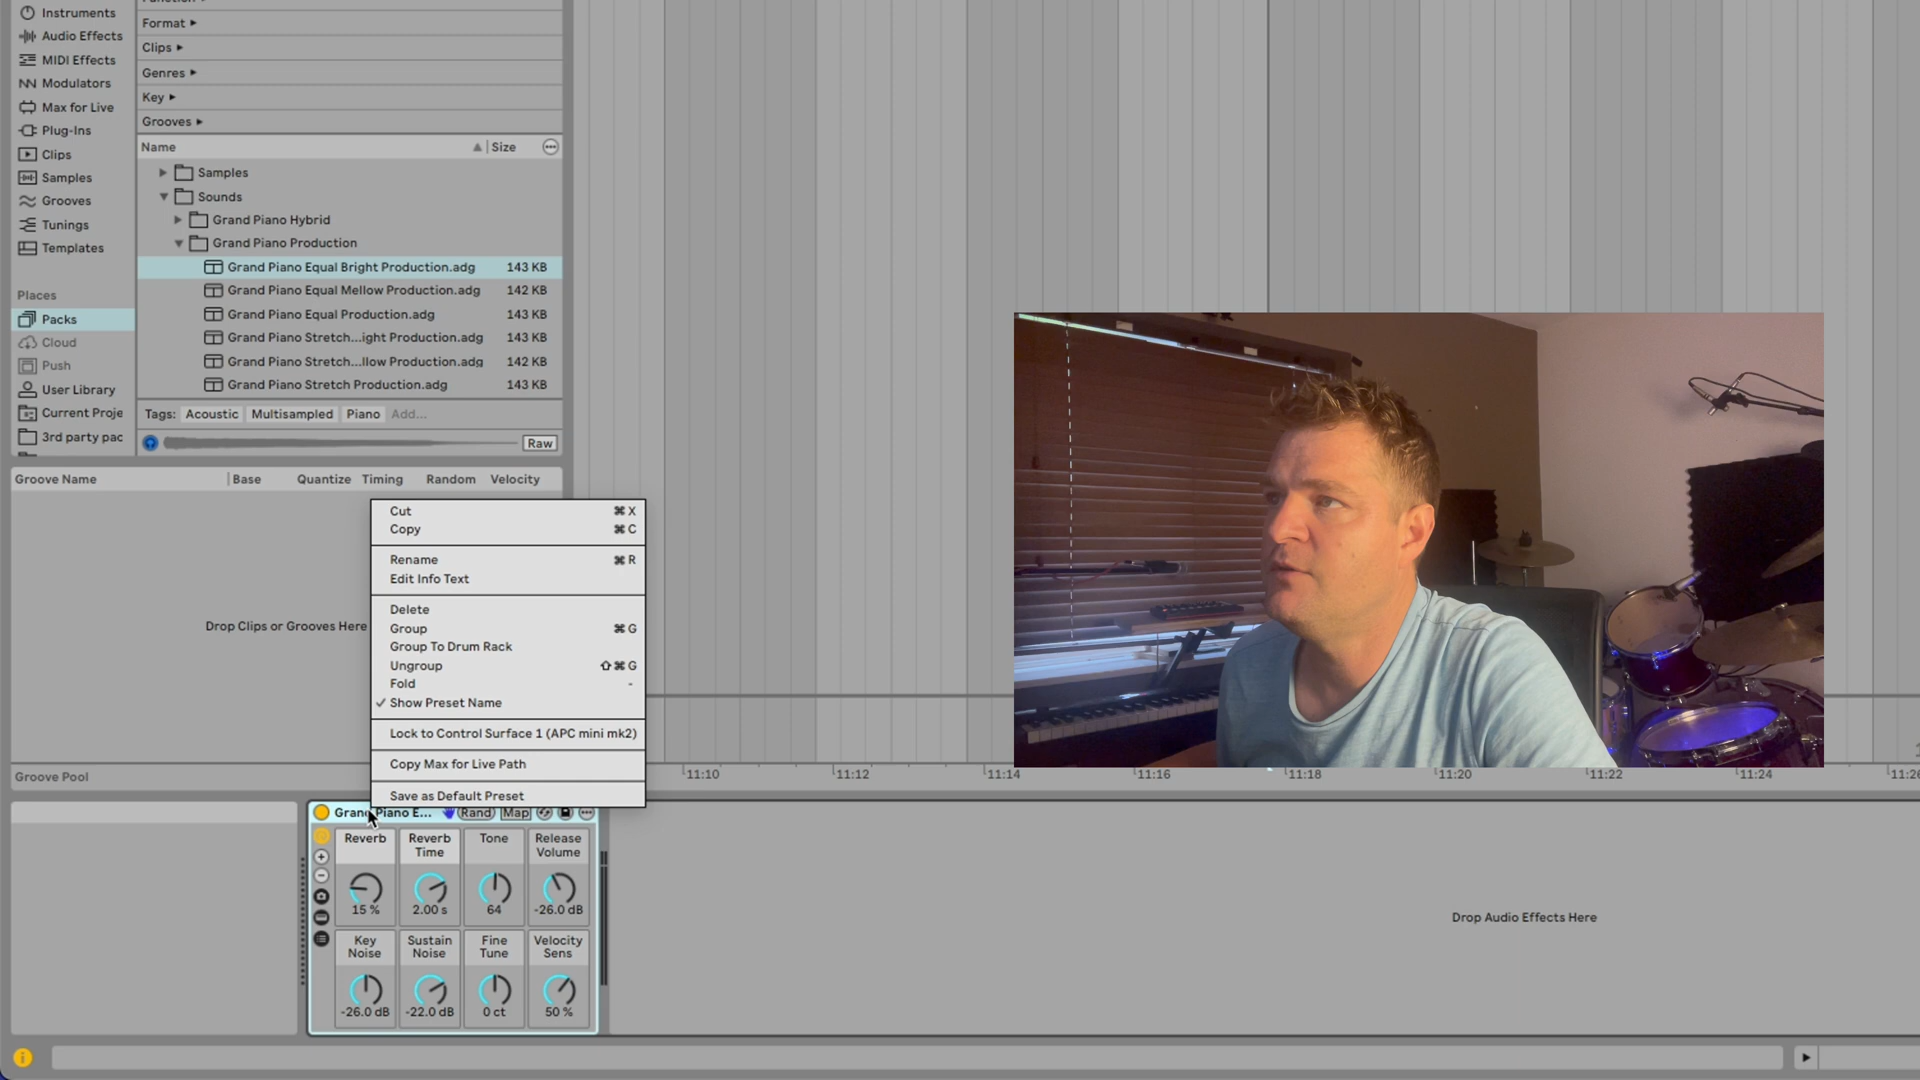 Instruments
Audio Effects
MIDI Effects
Modulators
Max for Live
Plug-Ins
Clips
Samples
Grooves
Tunings
Templates
Places
Packs
Cloud
Push
User Library
Current Proje
3rd party pac
Format
Clips
Genres
Key
Grooves
Name Size
Samples
Sounds
Grand Piano Hybrid
Grand Piano Production
Grand Piano Equal Bright Production.adg 143 KB
Grand Piano Equal Mellow Production.adg 142 KB
Grand Piano Equal Production.adg 143 KB
Grand Piano Stretch...ight Production.adg 143 KB
Grand Piano Stretch...llow Production.adg 142 KB
Grand Piano Stretch Production.adg 143 KB
Tags: Acoustic Multisampled Piano Add...
Raw
Groove Name Base Quantize Timing Random Velocity
Drop Clips or Grooves Here
Groove Pool
Cut ⌘ X
Copy ⌘ C
Rename ⌘ R
Edit Info Text
Delete
Group ⌘ G
Group To Drum Rack
Ungroup ⇧ ⌘ G
Fold -
✓ Show Preset Name
Lock to Control Surface 1 (APC mini mk2)
Copy Max for Live Path
Save as Default Preset
11:10 11:12 11:14 11:16 11:18 11:20 11:22 11:24 11:26
Grand Piano E... Rand Map
Reverb
15 %
Reverb
Time
2.00 s
Tone
64
Release
Volume
-26.0 dB
Key
Noise
-26.0 dB
Sustain
Noise
-22.0 dB
Fine
Tune
0 ct
Velocity
Sens
50 %
Drop Audio Effects Here